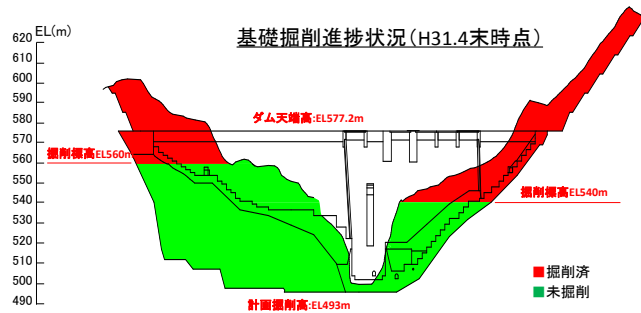 基礎掘削進捗状況(H31.4末時点)
EL(m)
620
610
600
590
580
570
560
550
540
530
520
510
500
490
ダム天端高:EL577.2m
掘削標高EL560m
掘削標高EL540m
計画掘削高:EL493m
掘削済
未掘削